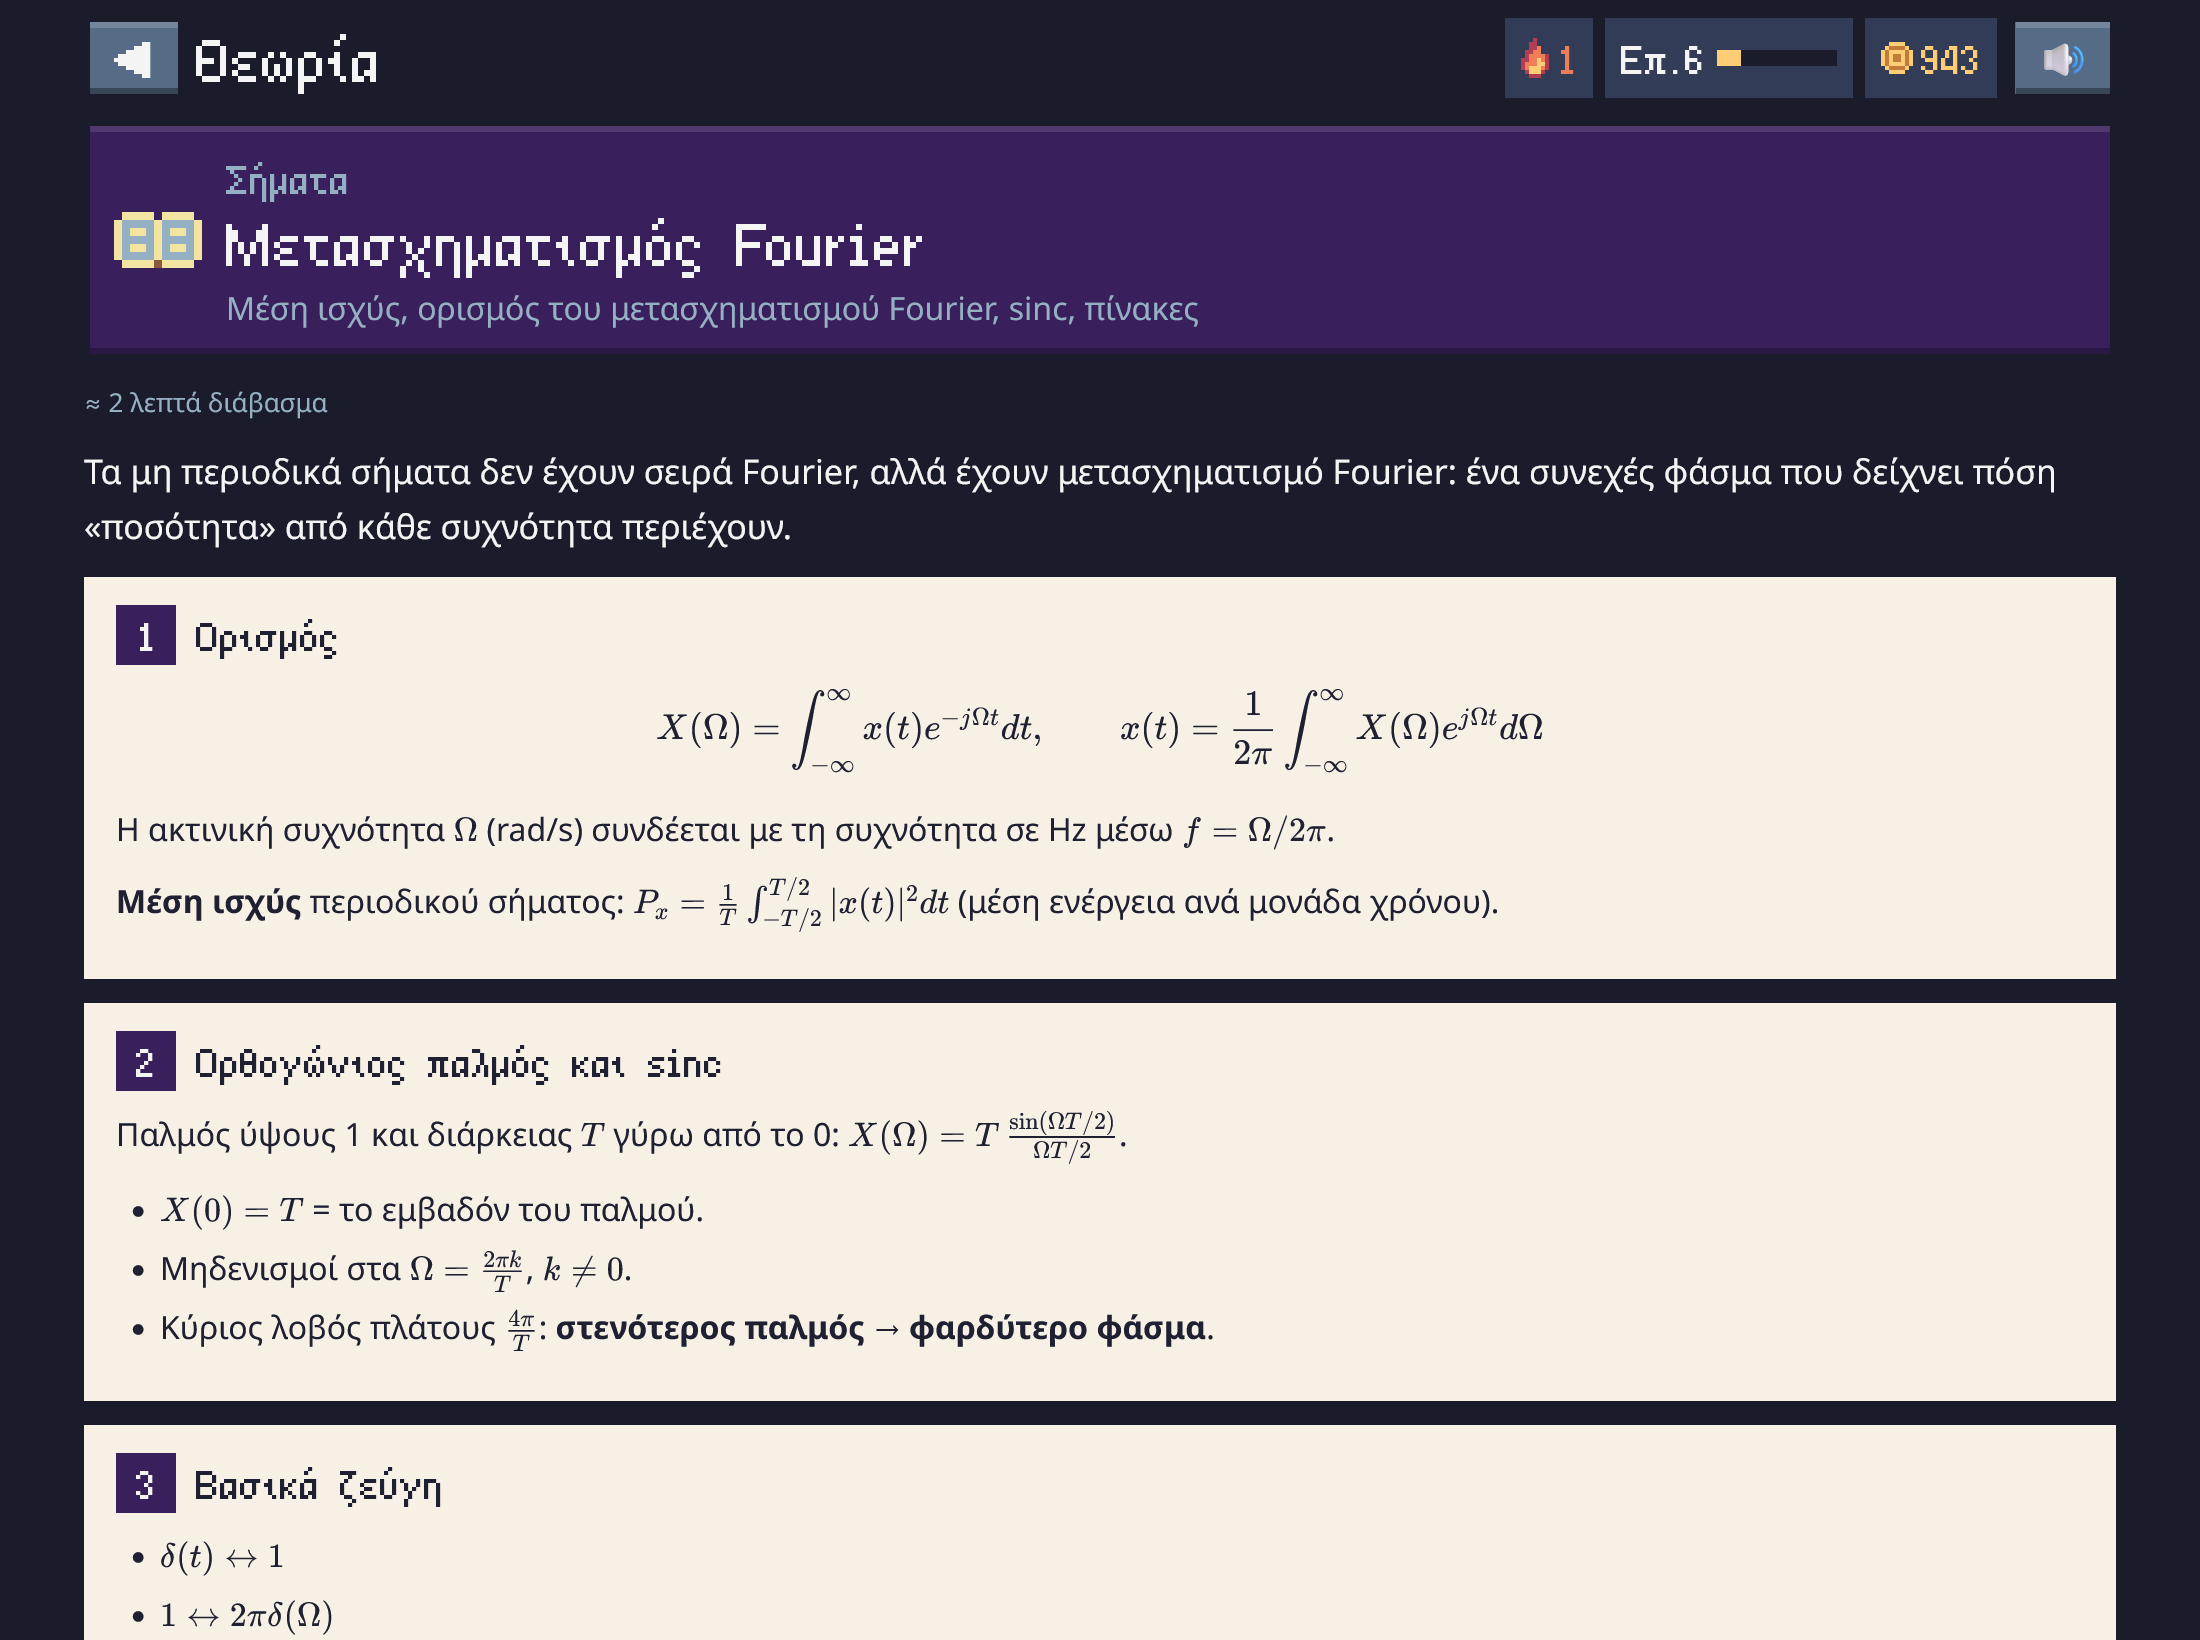 Θεωρία
1
Επ.6
943
Σήματα
Μετασχηματισμός Fourier
Μέση ισχύς, ορισμός του μετασχηματισμού Fourier, sinc, πίνακες
≈ 2 λεπτά διάβασμα
Τα μη περιοδικά σήματα δεν έχουν σειρά Fourier, αλλά έχουν μετασχηματισμό Fourier: ένα συνεχές φάσμα που δείχνει πόση
«ποσότητα» από κάθε συχνότητα περιέχουν.
1 Ορισμός
X(Ω) = ∫_{-∞}^{∞} x(t)e^{-jΩt}dt, x(t) = \frac{1}{2π} ∫_{-∞}^{∞} X(Ω)e^{jΩt}dΩ
Η ακτινική συχνότητα Ω (rad/s) συνδέεται με τη συχνότητα σε Hz μέσω f = Ω/2π.
Μέση ισχύς περιοδικού σήματος: P_x = \frac{1}{T} ∫_{-T/2}^{T/2} |x(t)|^2dt (μέση ενέργεια ανά μονάδα χρόνου).
2 Ορθογώνιος παλμός και sinc
Παλμός ύψους 1 και διάρκειας T γύρω από το 0: X(Ω) = T \frac{sin(ΩT/2)}{ΩT/2}.
• X(0) = T = το εμβαδόν του παλμού.
• Μηδενισμοί στα Ω = \frac{2πk}{T}, k ≠ 0.
• Κύριος λοβός πλάτους \frac{4π}{T}: στενότερος παλμός → φαρδύτερο φάσμα.
3 Βασικά ζεύγη
• δ(t) ↔ 1
• 1 ↔ 2πδ(Ω)